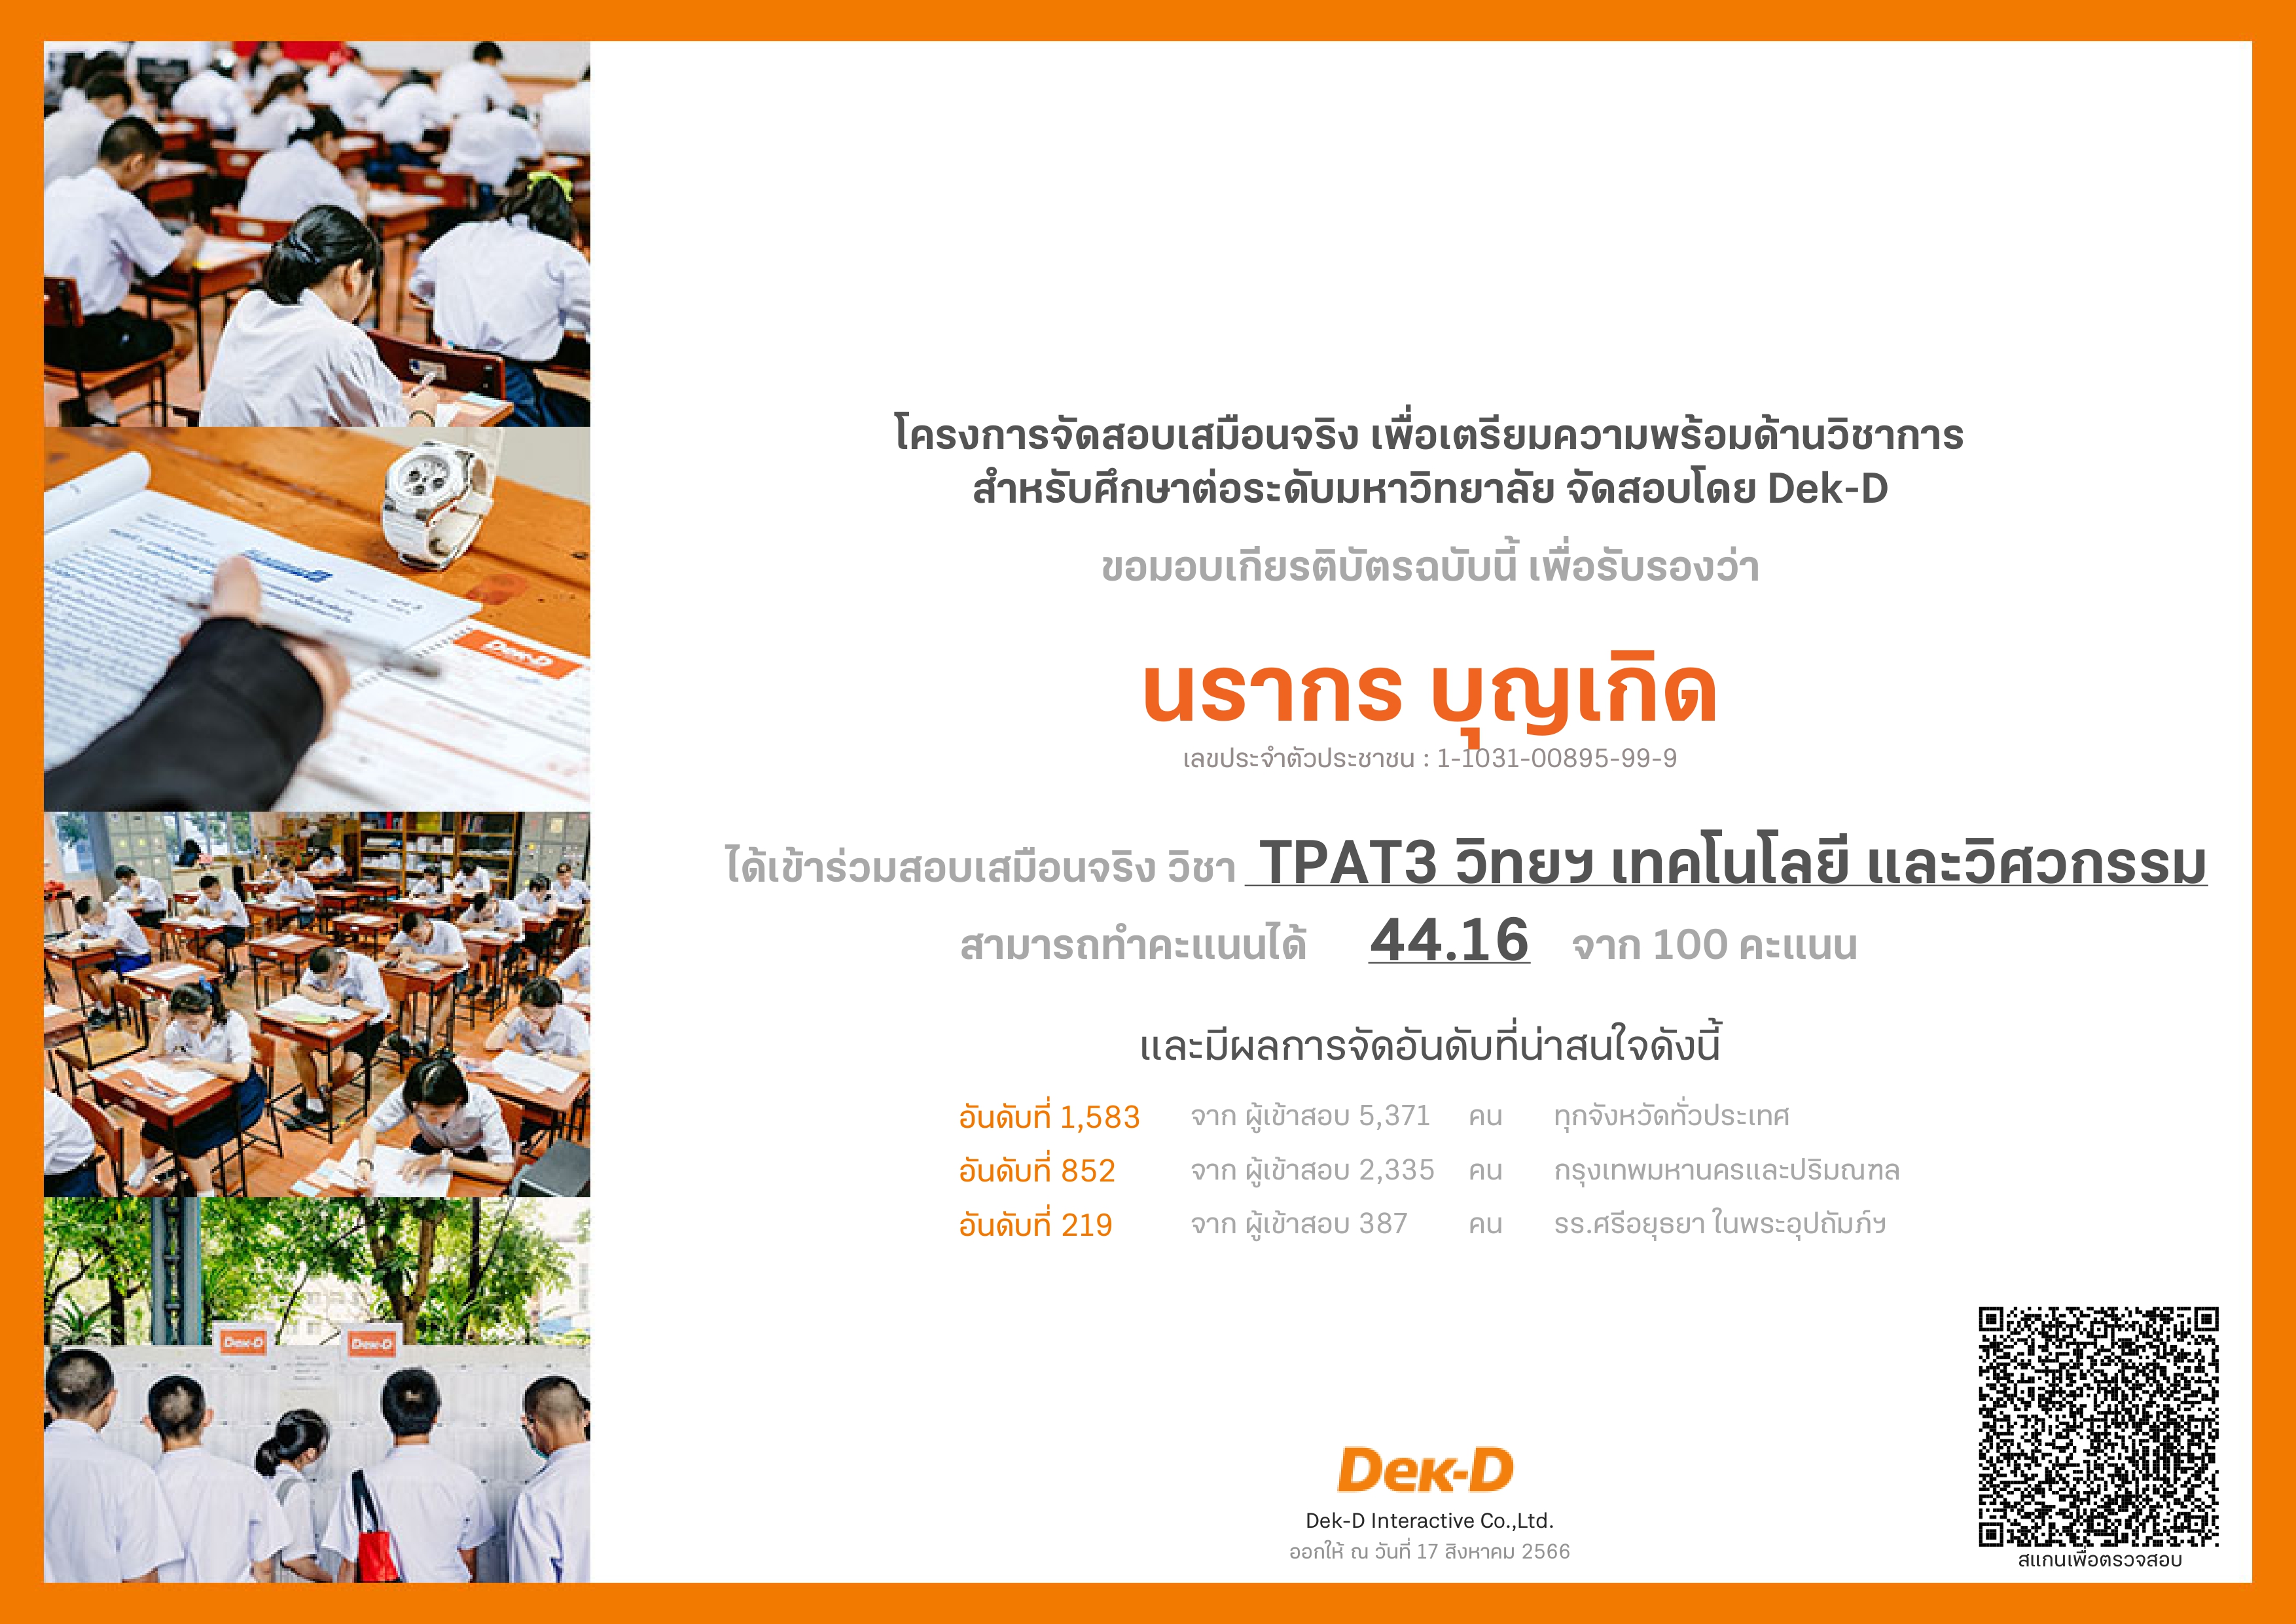 โครงการจัดสอบเสมือนจริง เพื่อเตรียมความพร้อมด้านวิชาการ
สำหรับศึกษาต่อระดับมหาวิทยาลัย จัดสอบโดย Dek-D
ขอมอบเกียรติบัตรฉบับนี้ เพื่อรับรองว่า
นรากร บุญเกิด
เลขประจำตัวประชาชน : 1-1031-00895-99-9
ได้เข้าร่วมสอบเสมือนจริง วิชา TPAT3 วิทยฯ เทคโนโลยี และวิศวกรรม
สามารถทำคะแนนได้ 44.16 จาก 100 คะแนน
และมีผลการจัดอันดับที่น่าสนใจดังนี้
อันดับที่ 1,583 จาก ผู้เข้าสอบ 5,371 คน ทุกจังหวัดทั่วประเทศ
อันดับที่ 852 จาก ผู้เข้าสอบ 2,335 คน กรุงเทพมหานครและปริมณฑล
อันดับที่ 219 จาก ผู้เข้าสอบ 387 คน รร.ศรีอยุธยา ในพระอุปถัมภ์ฯ
Dek-D
Dek-D Interactive Co.,Ltd.
ออกให้ ณ วันที่ 17 สิงหาคม 2566
สแกนเพื่อตรวจสอบ
Dek-D
Dek-D
Dek-D